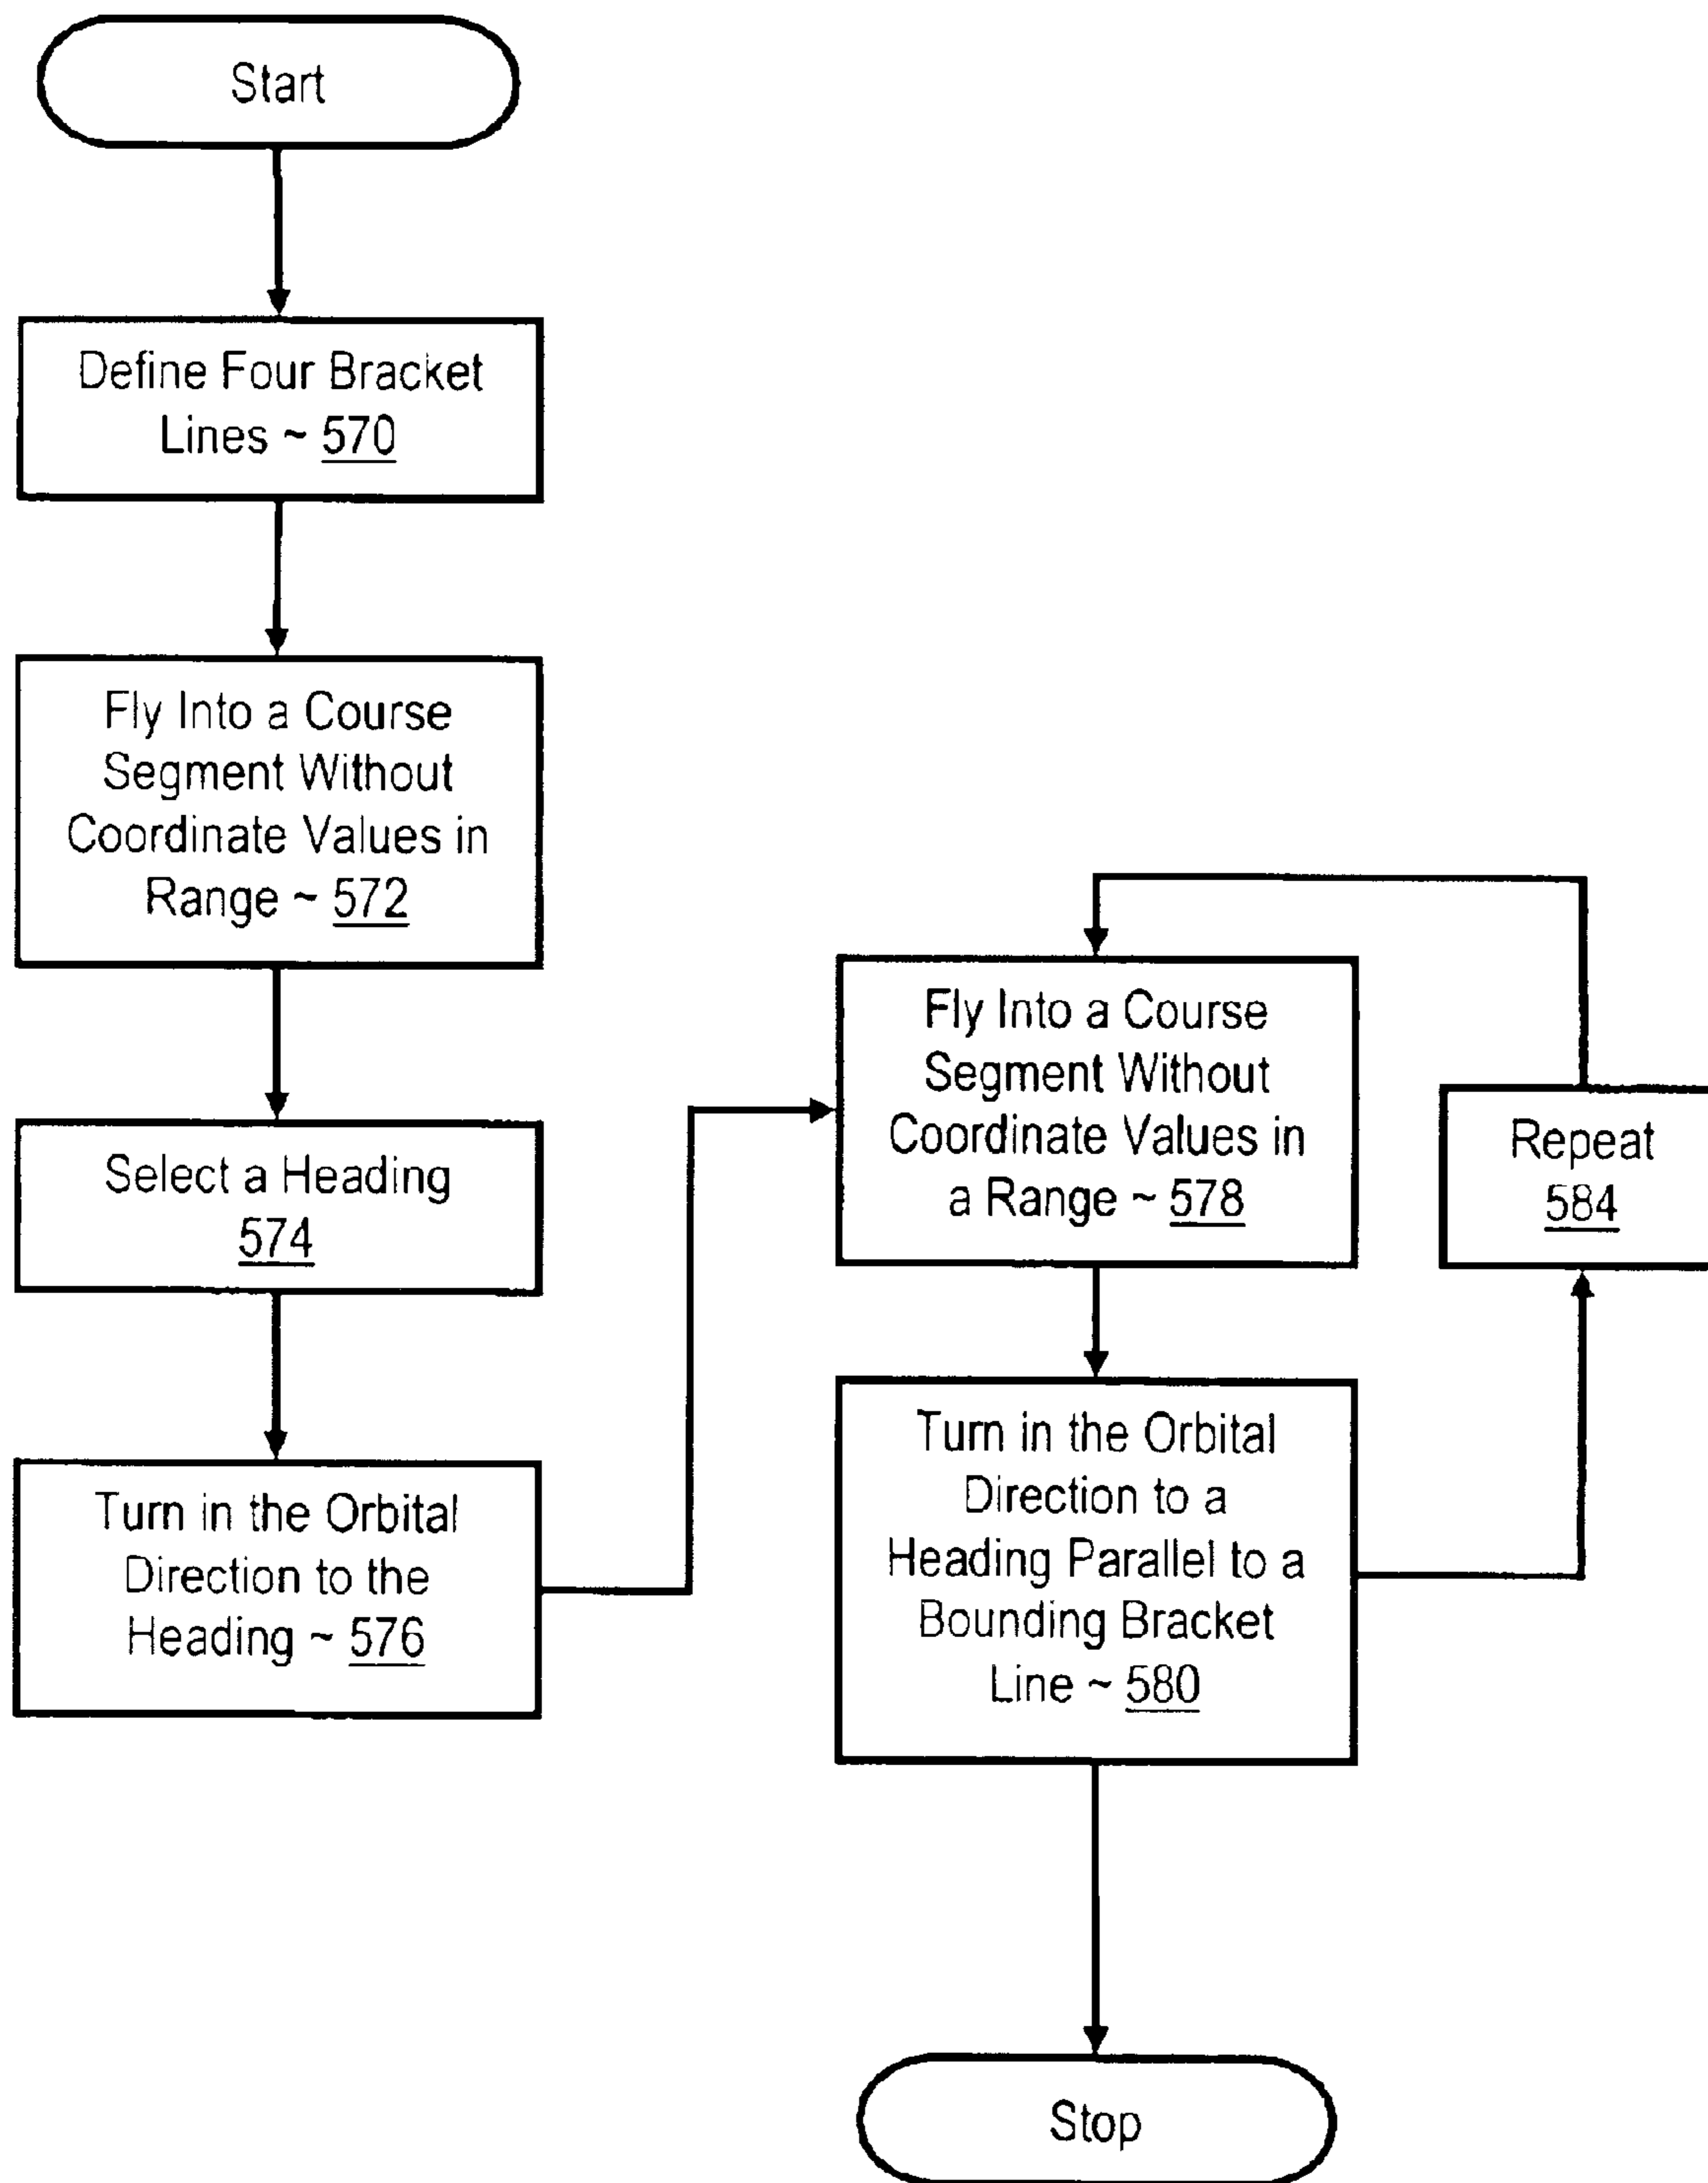 Start
Define Four Bracket
Lines ~ 570
Fly Into a Course
Segment Without
Coordinate Values in
Range ~ 572
Select a Heading
574
Turn in the Orbital
Direction to the
Heading ~ 576
Fly Into a Course
Segment Without
Coordinate Values in
a Range ~ 578
Repeat
584
Turn in the Orbital
Direction to a
Heading Parallel to a
Bounding Bracket
Line ~ 580
Stop